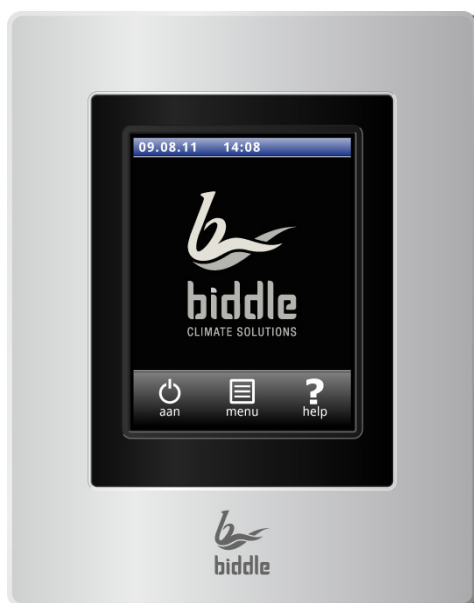 09.08.11 14:08
biddle
CLIMATE SOLUTIONS
aan menu help
biddle